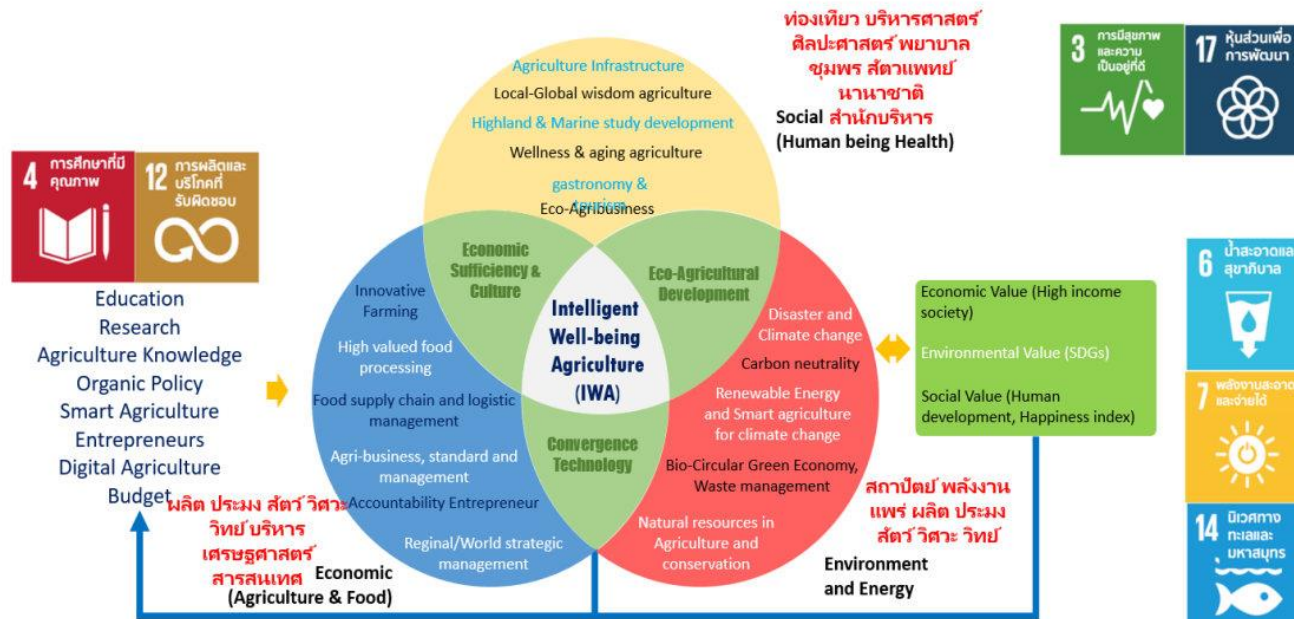 ท่องเที่ยว บริหารศาสตร์
ศิลปะศาสตร์ พยาบาล
ชุมพร สัตวแพทย์
นานาชาติ
Social สำนักบริหาร
(Human being Health)
3 การมีสุขภาพ
และความ
เป็นอยู่ที่ดี
17 หุ้นส่วนเพื่อ
การพัฒนา
Agriculture Infrastructure
Local-Global wisdom agriculture
Highland & Marine study development
Wellness & aging agriculture
gastronomy &
tourism
Eco-Agribusiness
4 การศึกษาที่มี
คุณภาพ
12 การผลิตและ
บริโภคที่
รับผิดชอบ
Education
Research
Agriculture Knowledge
Organic Policy
Smart Agriculture
Entrepreneurs
Digital Agriculture
Budget
Economic
Sufficiency &
Culture
Eco-Agricultural
Development
Intelligent
Well-being
Agriculture
(IWA)
Convergence
Technology
Innovative
Farming
High valued food
processing
Food supply chain and logistic
management
Agri-business, standard and
management
Accountability Entrepreneur
Reginal/World strategic
management
Disaster and
Climate change
Carbon neutrality
Renewable Energy
and Smart agriculture
for climate change
Bio-Circular Green Economy,
Waste management
Natural resources in
Agriculture and
conservation
Economic Value (High income
society)
Environmental Value (SDGs)
Social Value (Human
development, Happiness index)
6 น้ำสะอาดและ
สุขาภิบาล
7 พลังงานสะอาด
และจ่ายได้
14 นิเวศทาง
ทะเลและ
มหาสมุทร
ผลิต ประมง สัตว์ วิศวะ
วิทย์ บริหาร
เศรษฐศาสตร์
สารสนเทศ
Economic
(Agriculture & Food)
สถาปัตย์ พลังงาน
แพร่ ผลิต ประมง
สัตว์ วิศวะ วิทย์
Environment
and Energy